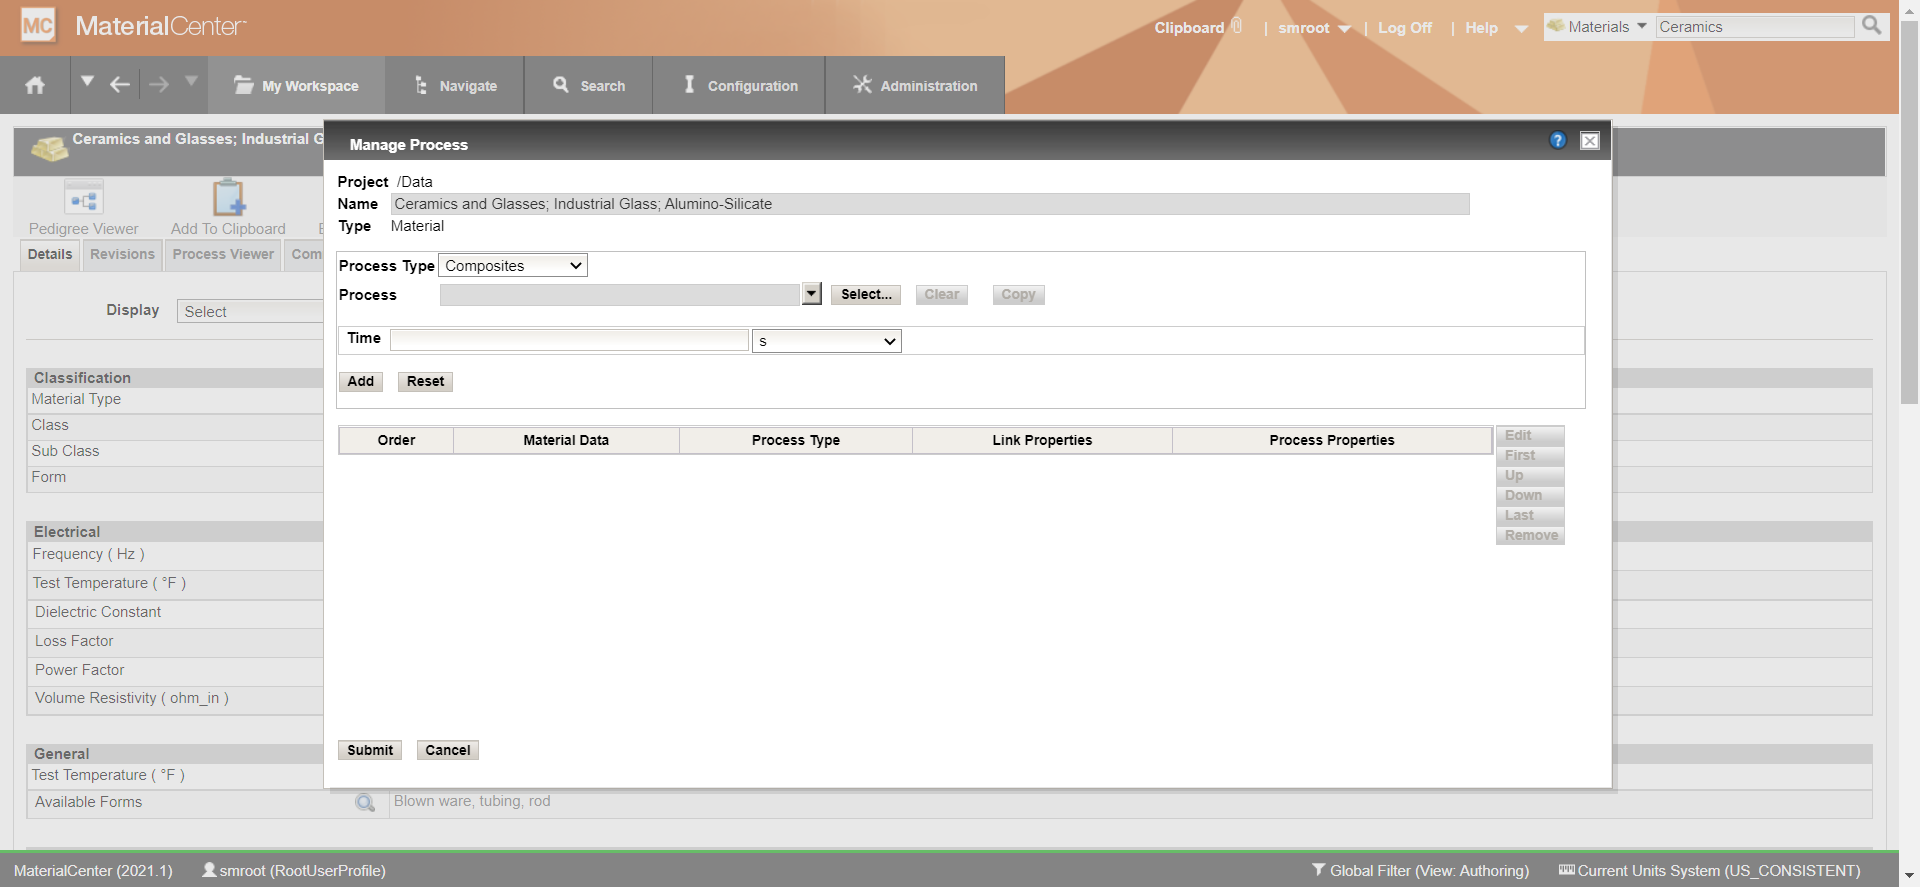 MC MaterialCenter
Clipboard | smroot | Log Off | Help
Materials Ceramics
My Workspace Navigate Search Configuration Administration
Ceramics and Glasses; Industrial G
Pedigree Viewer Add To Clipboard
Details Revisions Process Viewer Com
Display Select
Classification
Material Type
Class
Sub Class
Form
Electrical
Frequency ( Hz )
Test Temperature ( °F )
Dielectric Constant
Loss Factor
Power Factor
Volume Resistivity ( ohm_in )
General
Test Temperature ( °F )
Available Forms Blown ware, tubing, rod
Manage Process ?
Project /Data
Name Ceramics and Glasses; Industrial Glass; Alumino-Silicate
Type Material
Process Type Composites
Process Select... Clear Copy
Time s
Add Reset
Order Material Data Process Type Link Properties Process Properties
Edit
First
Up
Down
Last
Remove
Submit Cancel
MaterialCenter (2021.1) smroot (RootUserProfile) Global Filter (View: Authoring) Current Units System (US_CONSISTENT)